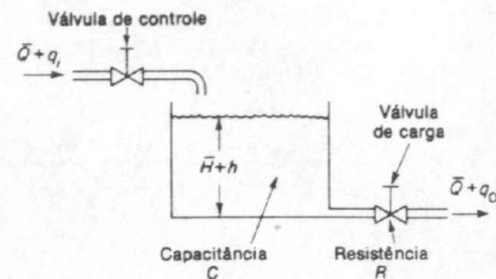 Válvula de controle
Q̄ + qᵢ
Válvula
de carga
H̄ + h
Q̄ + q₀
Capacitância
C
Resistência
R